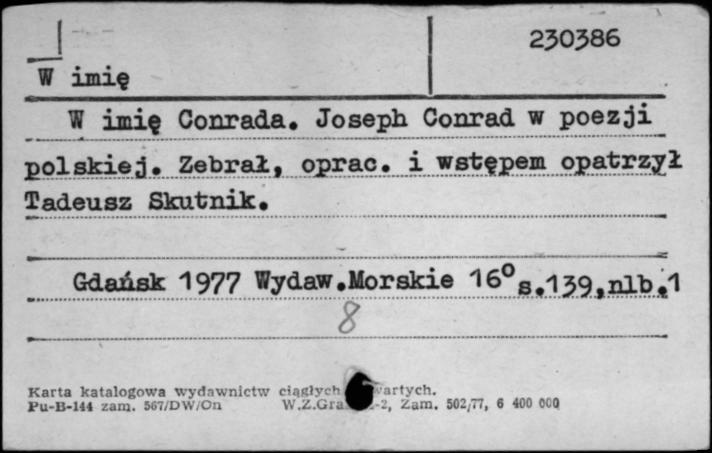 230386
W imię
W imię Conrada. Joseph Conrad w poezji
polskiej. Zebrał, oprac. i wstępem opatrzył
Tadeusz Skutnik.
Gdańsk 1977 Wydaw.Morskie 16° s.139,nlb.1
8
Karta katalogowa wydawnictw ciągłych
Pu-B-144 zam. 567/DW/On W.Z.Gra -2, Zam. 502/77, 6 400 000